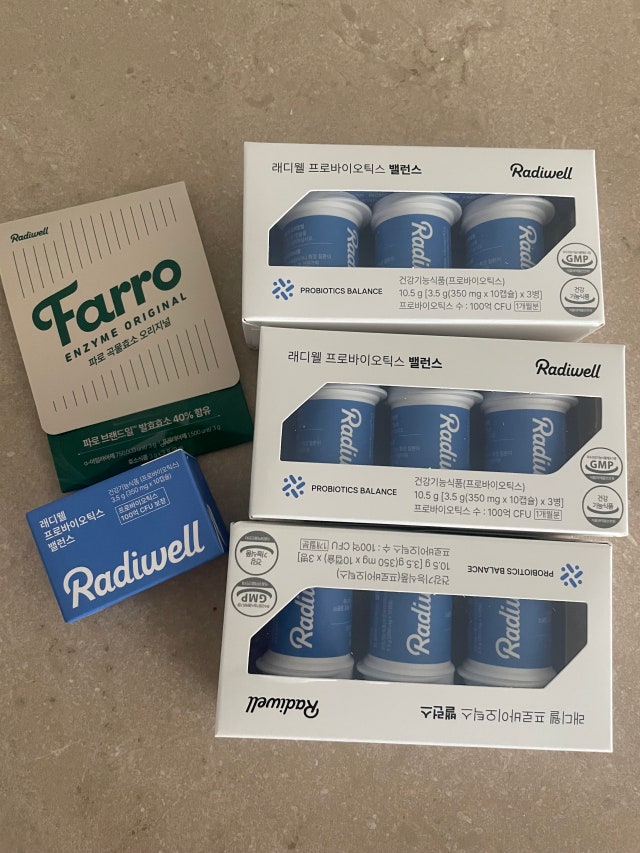 Radiwell
Farro
ENZYME ORIGINAL
파로 곡물효소 오리지널
파로 브랜드밀™ 발효효소 40% 함유
래디웰
프로바이오틱스
밸런스
건강기능식품(프로바이오틱스)
3.5 g (350 mg x 10캡슐)
프로바이오틱스
100억 CFU 보장
Radiwell
래디웰 프로바이오틱스 밸런스
Radiwell
Radi
Radiw
PROBIOTICS BALANCE
건강기능식품(프로바이오틱스)
10.5 g [3.5 g(350 mg x 10캡슐) x 3병]
프로바이오틱스 수 : 100억 CFU 1개월분
GMP
건강
기능식품
래디웰 프로바이오틱스 밸런스
Radiwell
Radiw
Radiw
Radiw
PROBIOTICS BALANCE
건강기능식품(프로바이오틱스)
10.5 g [3.5 g(350 mg x 10캡슐) x 3병]
프로바이오틱스 수 : 100억 CFU 1개월분
GMP
건강
기능식품
래디웰 프로바이오틱스 밸런스
Radiwell
Radiw
Radiw
Radiw
PROBIOTICS BALANCE
건강기능식품(프로바이오틱스)
10.5 g [3.5 g(350 mg x 10캡슐) x 3병]
프로바이오틱스 수 : 100억 CFU 1개월분
GMP
건강
기능식품